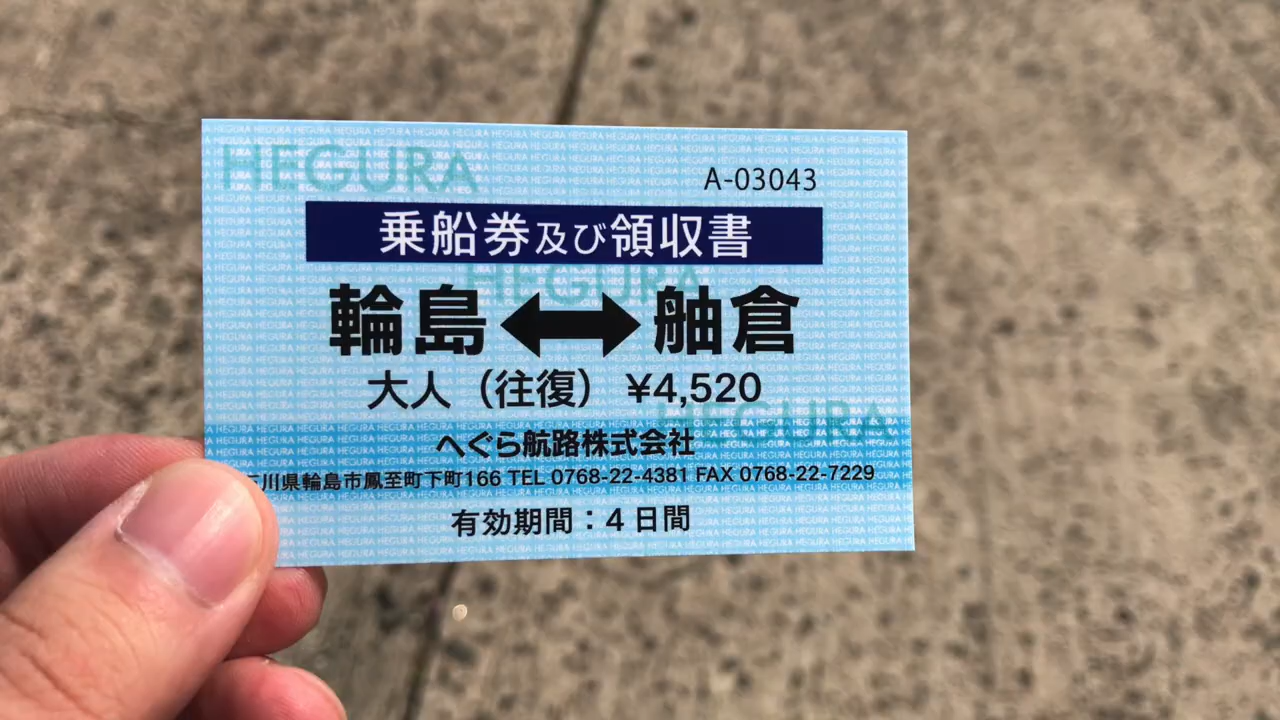 HEGURA
A-03043
乗船券及び領収書
HEGURA
輪島⟷舳倉
大人（往復） ¥4,520
HEGURA
へぐら航路株式会社
川県輪島市鳳至町下町166 TEL 0768-22-4381 FAX 0768-22-7229
有効期間：4日間